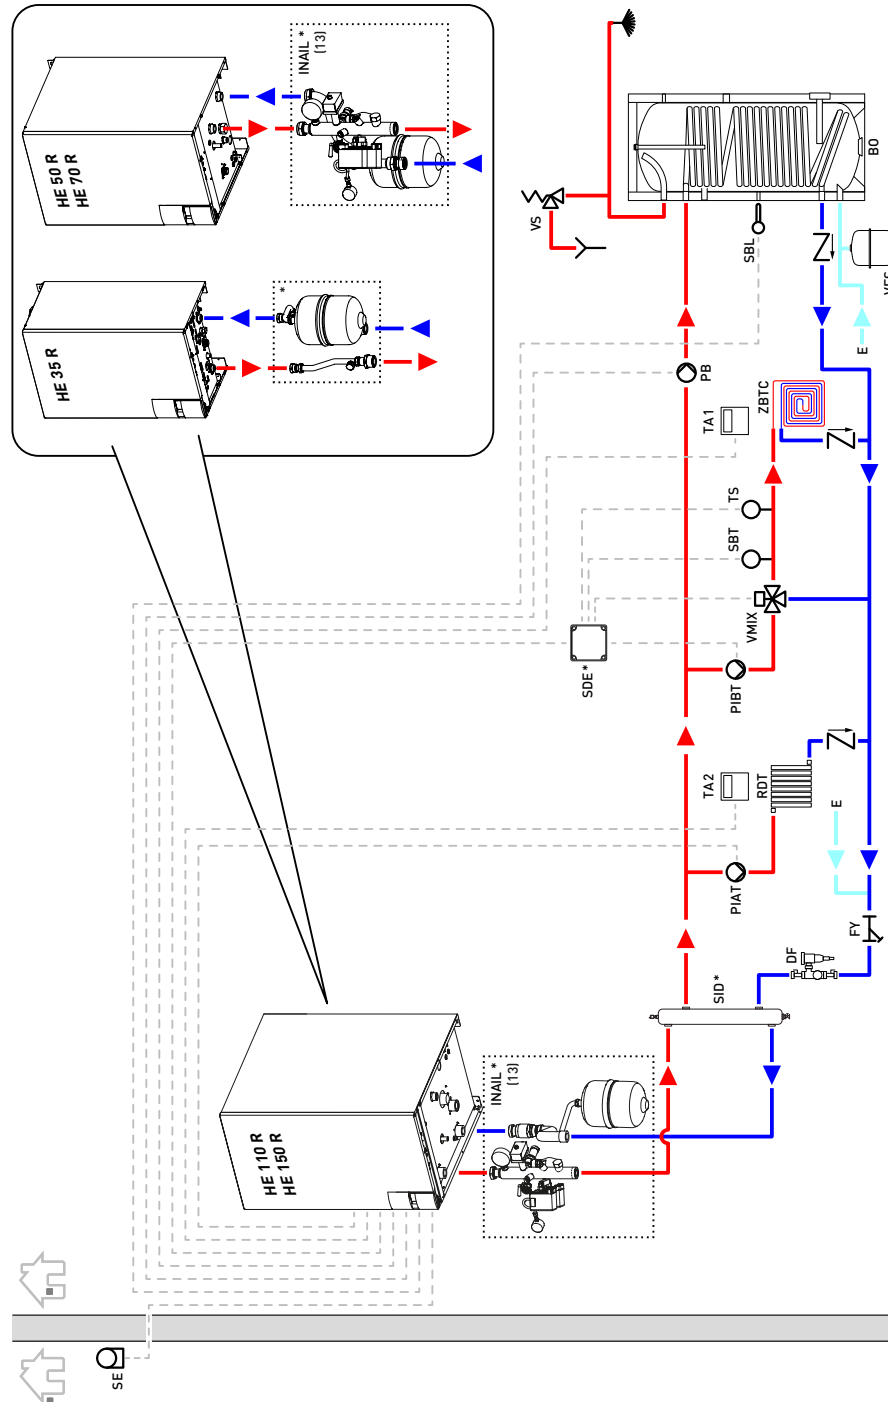 HE 50 R
HE 70 R
INAIL *
(13)
HE 35 R
*
VS
SBL
BO
VES
E
PB
TA1
ZBTC
TS
SBT
VMIX
SDE *
PIBT
TA2
RDT
E
PIAT
FY
DF
SID *
HE 110 R
HE 150 R
INAIL *
(13)
SE